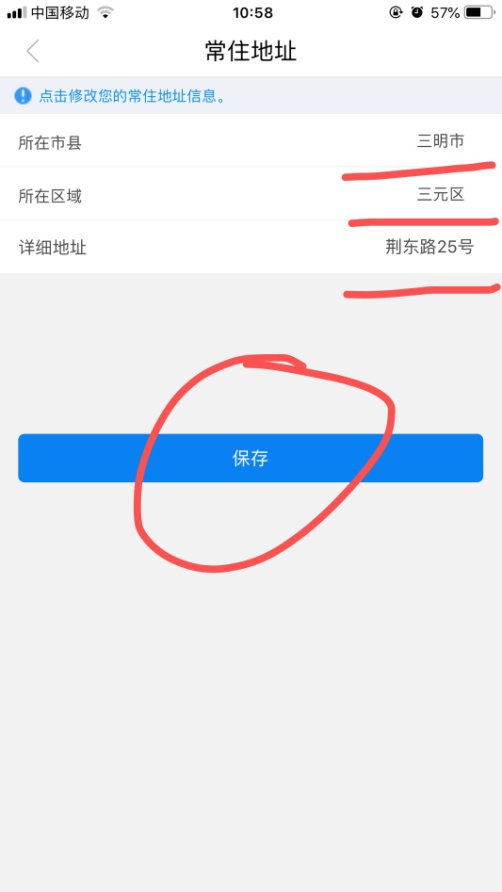 中国移动 10:58 57%
常住地址
点击修改您的常住地址信息。
所在市县 三明市
所在区域 三元区
详细地址 荆东路25号
保存